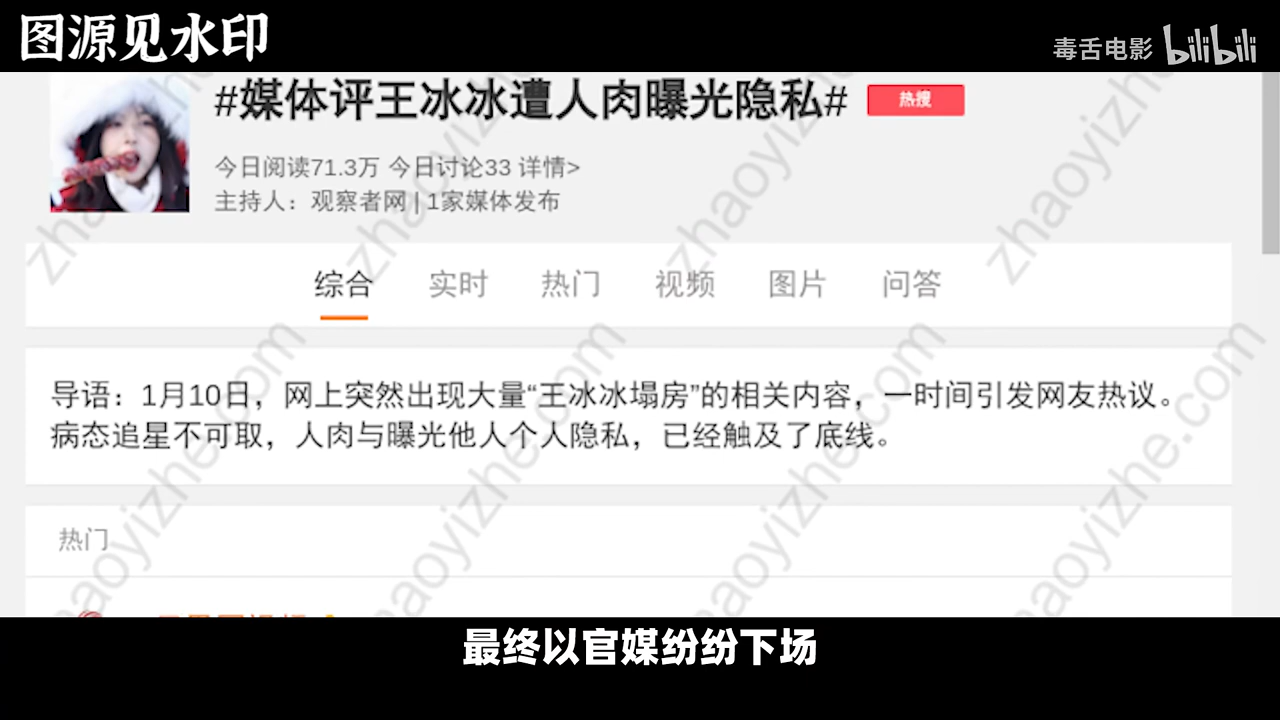 图源见水印
毒舌电影 bilibili
#媒体评王冰冰遭人肉曝光隐私# 热搜
今日阅读71.3万 今日讨论33 详情>
主持人：观察者网 | 1家媒体发布
综合 实时 热门 视频 图片 问答
导语：1月10日，网上突然出现大量“王冰冰塌房”的相关内容，一时间引发网友热议。
病态追星不可取，人肉与曝光他人个人隐私，已经触及了底线。
热门
zhaoyizhe.com
最终以官媒纷纷下场